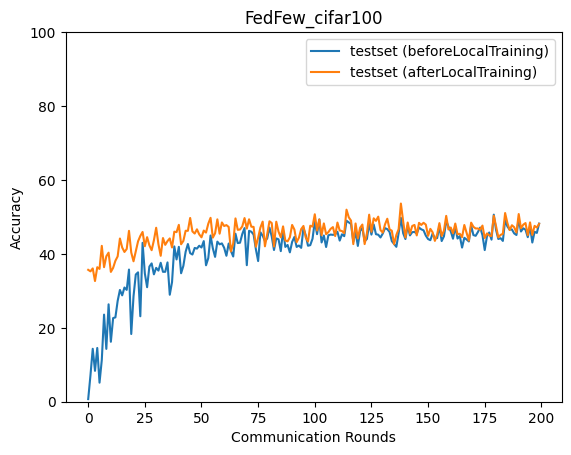 FedFew_cifar100
100
80
60
40
20
0
Accuracy
testset (beforeLocalTraining)
testset (afterLocalTraining)
0 25 50 75 100 125 150 175 200
Communication Rounds